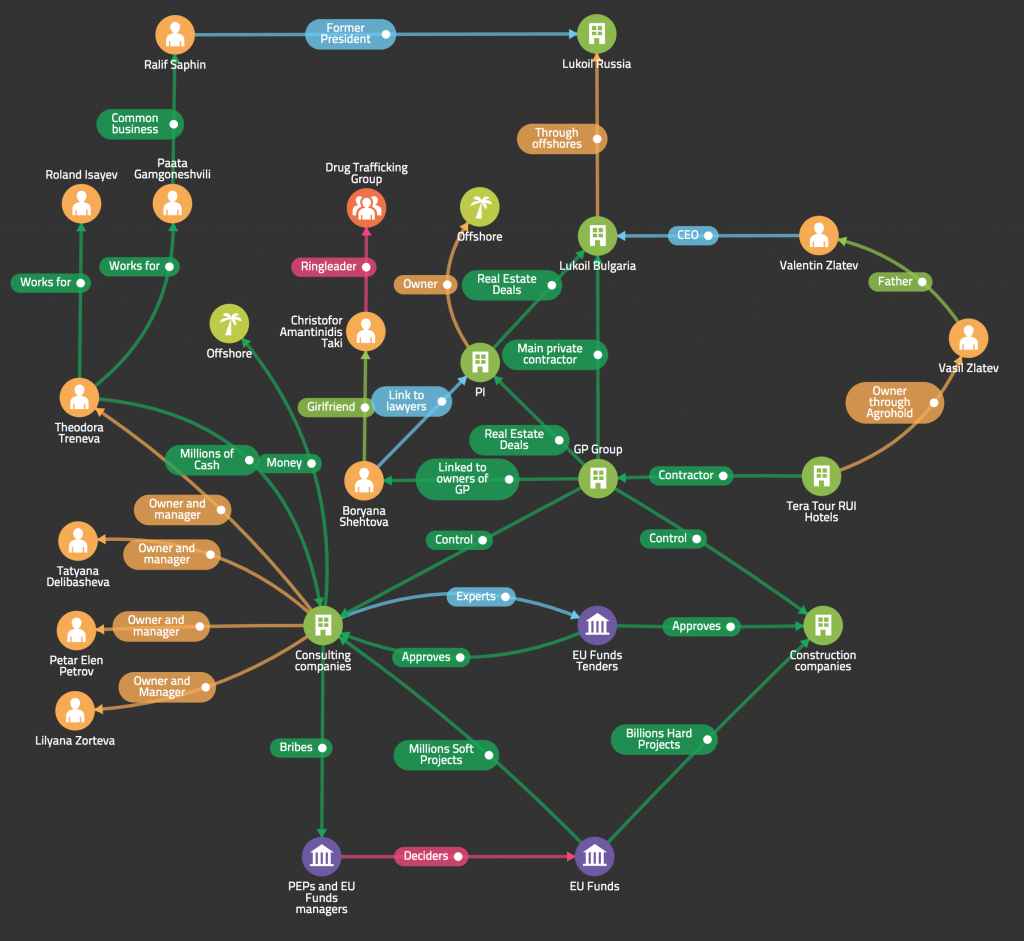 Former
President
Ralif Saphin
Lukoil Russia
Common
business
Through
offshores
Roland Isayev
Paata
Gamgoneshvili
Drug Trafficking
Group
Offshore
Lukoil Bulgaria
CEO
Valentin Zlatev
Works for
Works for
Ringleader
Owner
Real Estate
Deals
Father
Offshore
Christofor
Amantinidis
Taki
Main private
contractor
Vasil Zlatev
PI
Theodora
Treneva
Girlfriend
Link to
lawyers
Owner
through
Agrohold
Millions of
Cash
Money
Real Estate
Deals
GP Group
Linked to
owners of
GP
Contractor
Boryana
Shehtova
Tera Tour RUI
Hotels
Owner and
manager
Control
Control
Tatyana
Delibasheva
Owner and
manager
Experts
Owner and
manager
Petar Elen
Petrov
Consulting
companies
Approves
EU Funds
Tenders
Approves
Construction
companies
Owner and
Manager
Lilyana Zorteva
Bribes
Millions Soft
Projects
Billions Hard
Projects
Deciders
PEPs and EU
Funds
managers
EU Funds